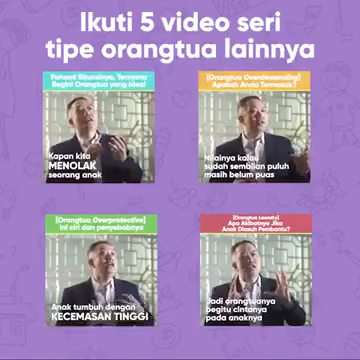 Ikuti 5 video seri
tipe orangtua lainnya
Pahami Situasinya, Ternyata
Begini Orangtua yang Ideal
Kapan kita
MENOLAK
seorang anak
[Orangtua Overdemanding]
Apakah Anda Termasuk?
Nilainya kalau
sudah sembilan puluh
masih belum puas
[Orangtua Overprotective]
Ini ciri dan penyebabnya
Anak tumbuh dengan
KECEMASAN TINGGI
[Orangtua Laundry]
Apa Akibatnya Jika
Anak Diasuh Pembantu?
Jadi orangtuanya
begitu cintanya
pada anaknya